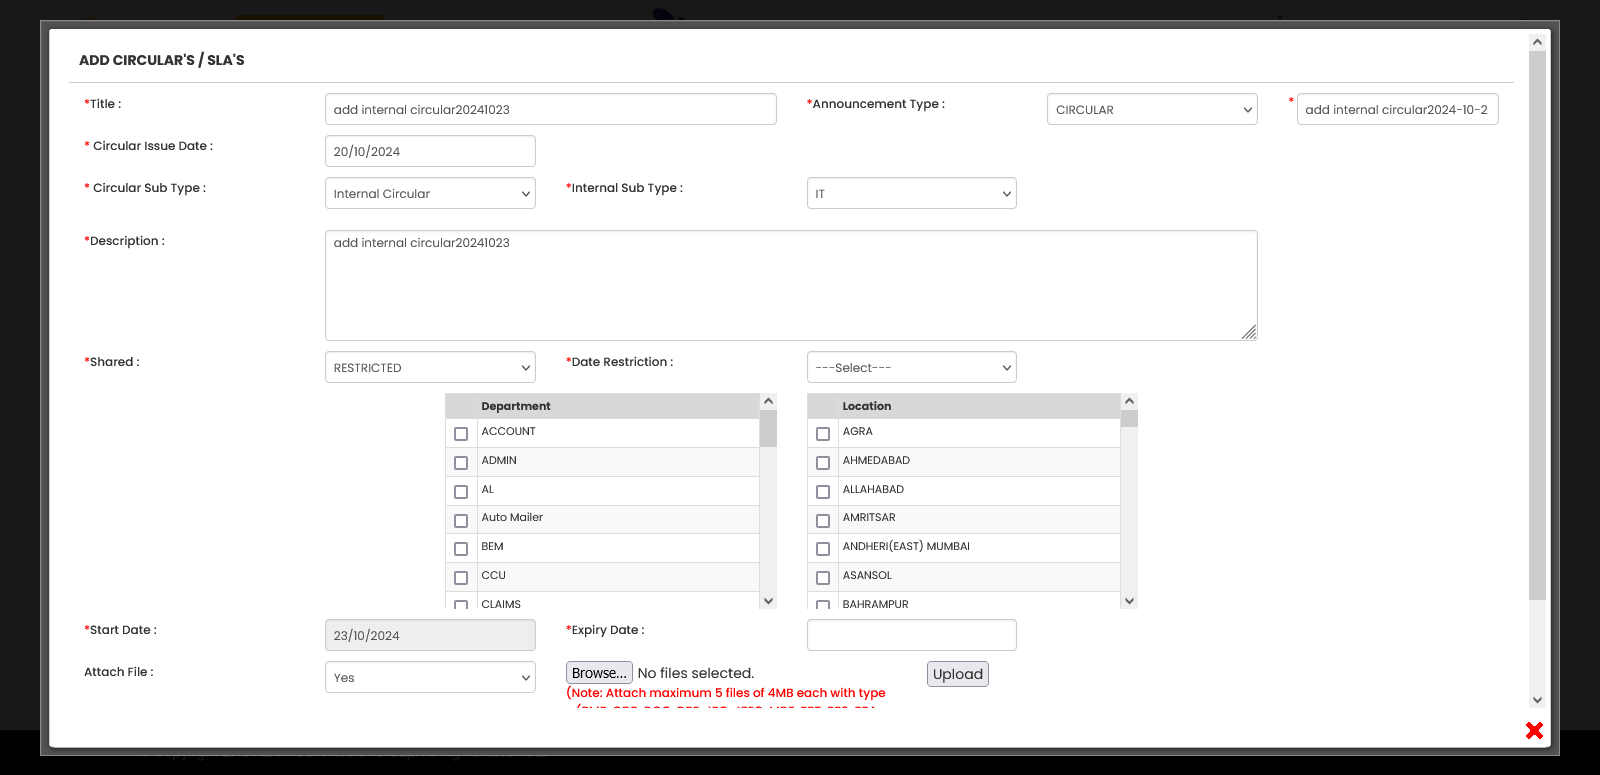 ADD CIRCULAR'S / SLA'S
*Title : add internal circular20241023 *Announcement Type : CIRCULAR * add internal circular2024-10-2
* Circular Issue Date : 20/10/2024
* Circular Sub Type : Internal Circular *Internal Sub Type : IT
*Description : add internal circular20241023
*Shared : RESTRICTED *Date Restriction : ---Select---
Department Location
ACCOUNT AGRA
ADMIN AHMEDABAD
AL ALLAHABAD
Auto Mailer AMRITSAR
BEM ANDHERI(EAST) MUMBAI
CCU ASANSOL
CLAIMS BAHRAMPUR
*Start Date : 23/10/2024 *Expiry Date :
Attach File : Yes Browse... No files selected. Upload
(Note: Attach maximum 5 files of 4MB each with type